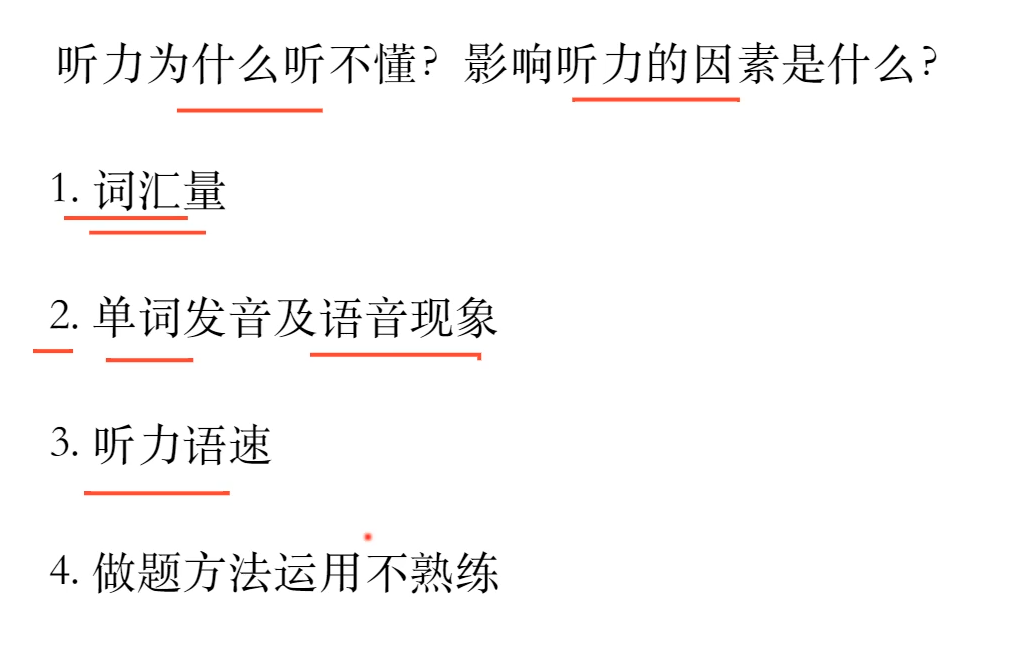 听力为什么听不懂？影响听力的因素是什么？
1. 词汇量
2. 单词发音及语音现象
3. 听力语速
4. 做题方法运用不熟练